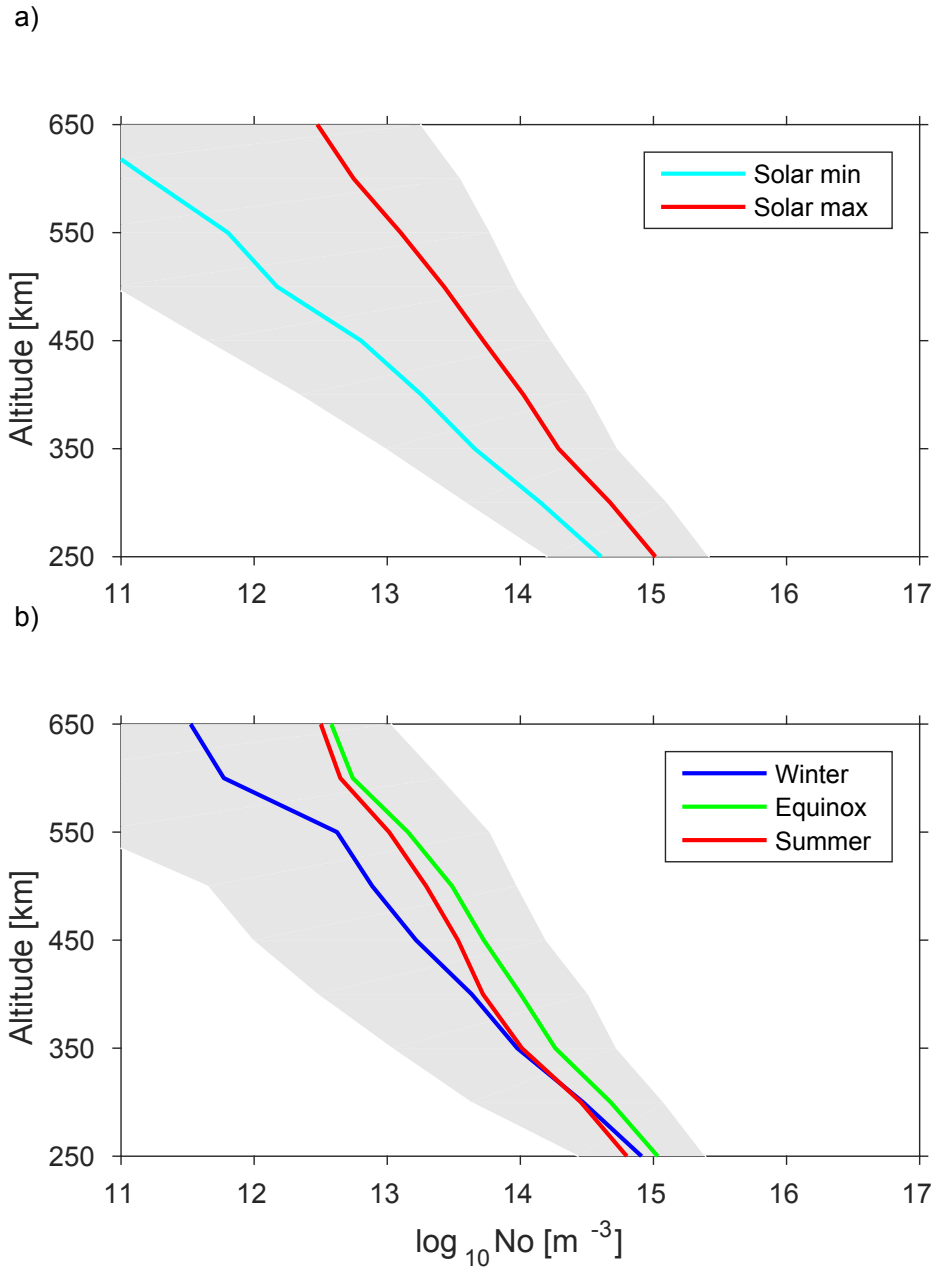 a)
650
550
450
350
250
Altitude [km]
Solar min
Solar max
11 12 13 14 15 16 17
b)
650
550
450
350
250
Altitude [km]
Winter
Equinox
Summer
11 12 13 14 15 16 17
log 10 No [m -3]